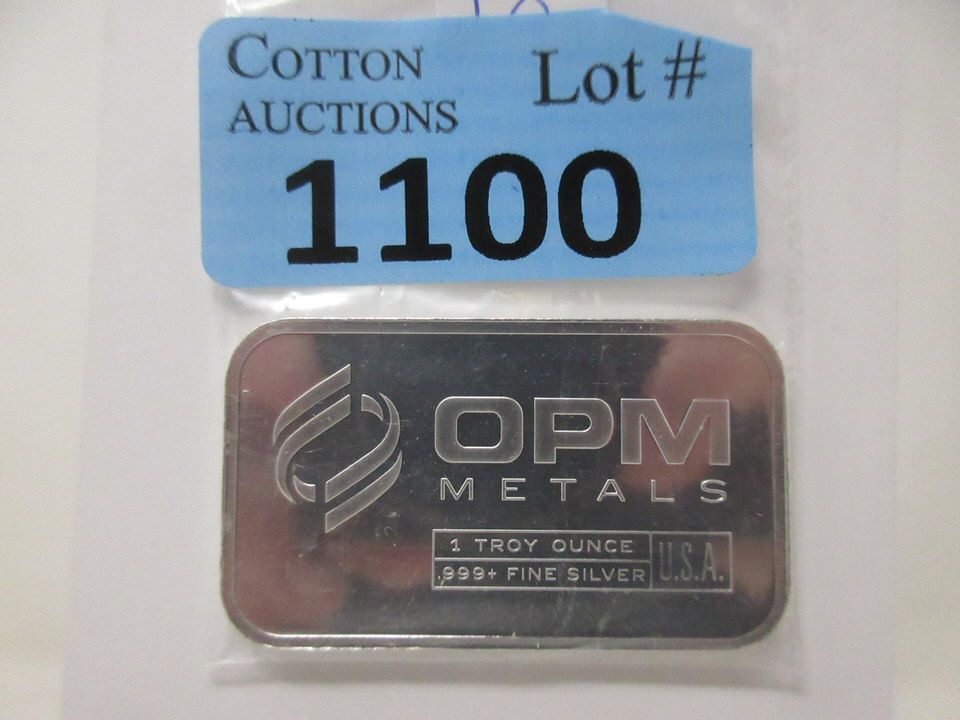 COTTON
AUCTIONS
Lot #
1100
OPM
METALS
1 TROY OUNCE
.999+ FINE SILVER
U.S.A.